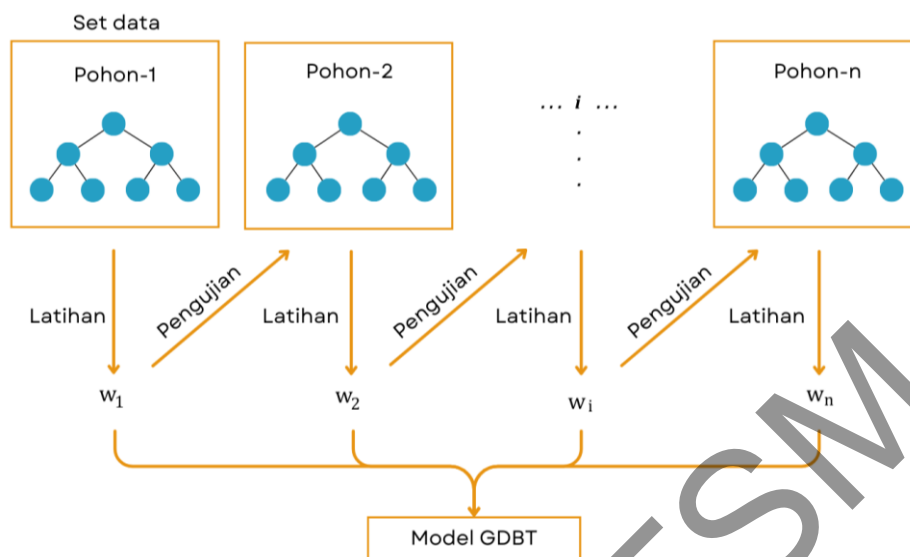 Set data
Pohon-1
Pohon-2
... i ...
Pohon-n
Latihan
Pengujian
Latihan
Pengujian
Latihan
Pengujian
Latihan
w1
w2
wi
wn
Model GDBT